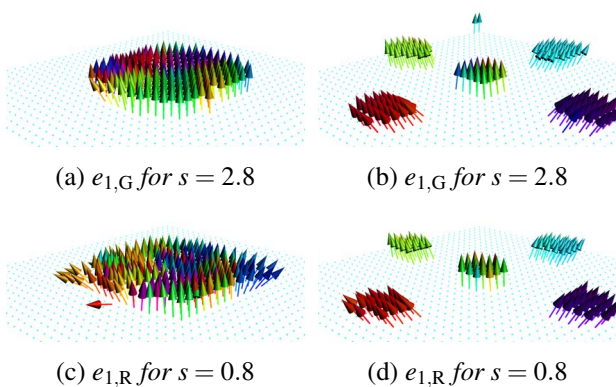 (a) e1,G for s = 2.8
(b) e1,G for s = 2.8
(c) e1,R for s = 0.8
(d) e1,R for s = 0.8